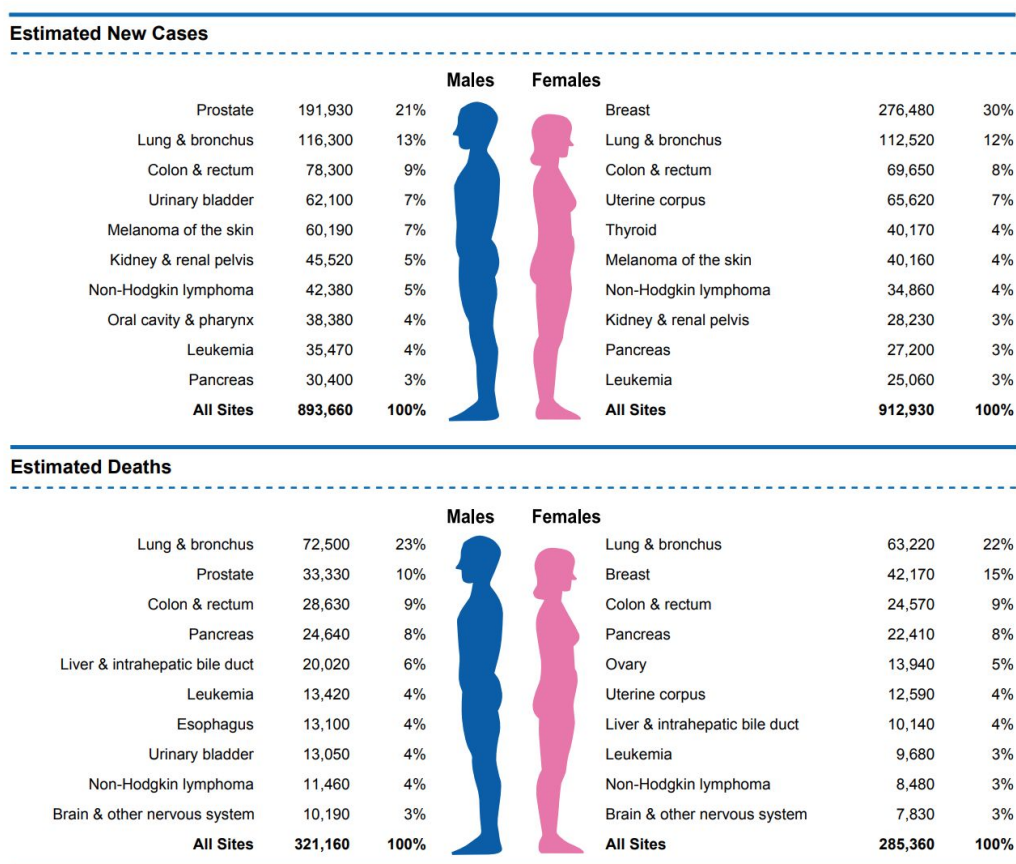 Estimated New Cases
Males Females
Prostate 191,930 21% Breast 276,480 30%
Lung & bronchus 116,300 13% Lung & bronchus 112,520 12%
Colon & rectum 78,300 9% Colon & rectum 69,650 8%
Urinary bladder 62,100 7% Uterine corpus 65,620 7%
Melanoma of the skin 60,190 7% Thyroid 40,170 4%
Kidney & renal pelvis 45,520 5% Melanoma of the skin 40,160 4%
Non-Hodgkin lymphoma 42,380 5% Non-Hodgkin lymphoma 34,860 4%
Oral cavity & pharynx 38,380 4% Kidney & renal pelvis 28,230 3%
Leukemia 35,470 4% Pancreas 27,200 3%
Pancreas 30,400 3% Leukemia 25,060 3%
All Sites 893,660 100% All Sites 912,930 100%
Estimated Deaths
Males Females
Lung & bronchus 72,500 23% Lung & bronchus 63,220 22%
Prostate 33,330 10% Breast 42,170 15%
Colon & rectum 28,630 9% Colon & rectum 24,570 9%
Pancreas 24,640 8% Pancreas 22,410 8%
Liver & intrahepatic bile duct 20,020 6% Ovary 13,940 5%
Leukemia 13,420 4% Uterine corpus 12,590 4%
Esophagus 13,100 4% Liver & intrahepatic bile duct 10,140 4%
Urinary bladder 13,050 4% Leukemia 9,680 3%
Non-Hodgkin lymphoma 11,460 4% Non-Hodgkin lymphoma 8,480 3%
Brain & other nervous system 10,190 3% Brain & other nervous system 7,830 3%
All Sites 321,160 100% All Sites 285,360 100%